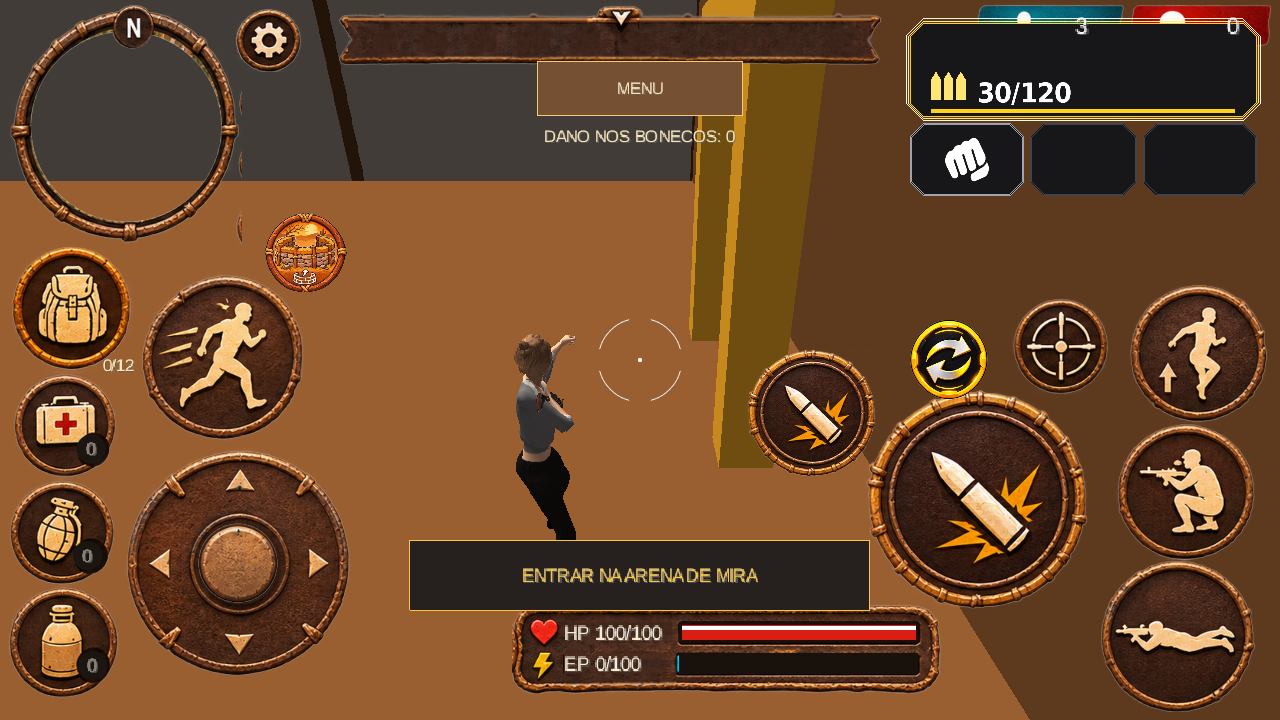 N
3
0
MENU
30/120
DANO NOS BONECOS: 0
0/12
0
0
0
ENTRAR NA ARENA DE MIRA
HP 100/100
EP 0/100